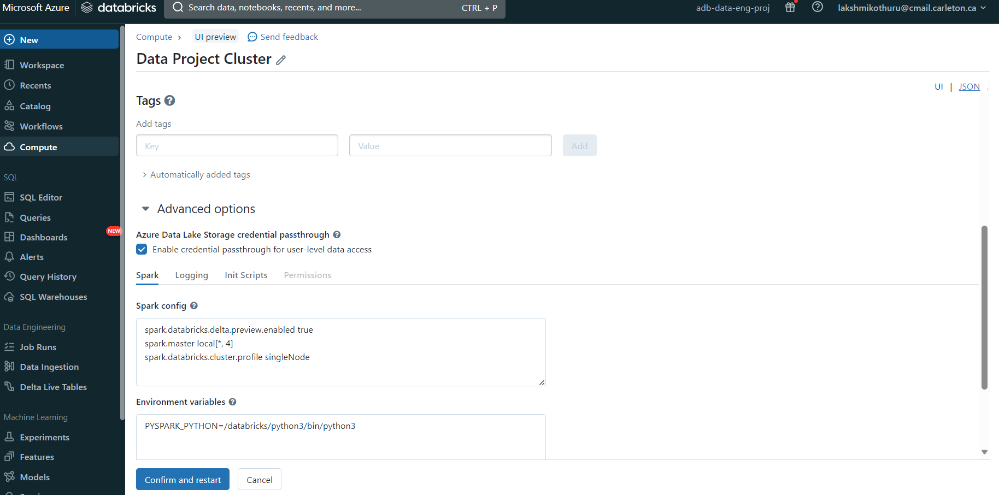 Microsoft Azure
databricks
Search data, notebooks, recents, and more... CTRL + P
adb-data-eng-proj
lakshmikothuru@cmail.carleton.ca
New
Workspace
Recents
Catalog
Workflows
Compute
SQL
SQL Editor
Queries
Dashboards
NEW
Alerts
Query History
SQL Warehouses
Data Engineering
Job Runs
Data Ingestion
Delta Live Tables
Machine Learning
Experiments
Features
Models
Compute > UI preview Send feedback
Data Project Cluster
UI | JSON
Tags ?
Add tags
Key Value Add
> Automatically added tags
Advanced options
Azure Data Lake Storage credential passthrough ?
Enable credential passthrough for user-level data access
Spark Logging Init Scripts Permissions
Spark config ?
spark.databricks.delta.preview.enabled true
spark.master local[*, 4]
spark.databricks.cluster.profile singleNode
Environment variables ?
PYSPARK_PYTHON=/databricks/python3/bin/python3
Confirm and restart Cancel